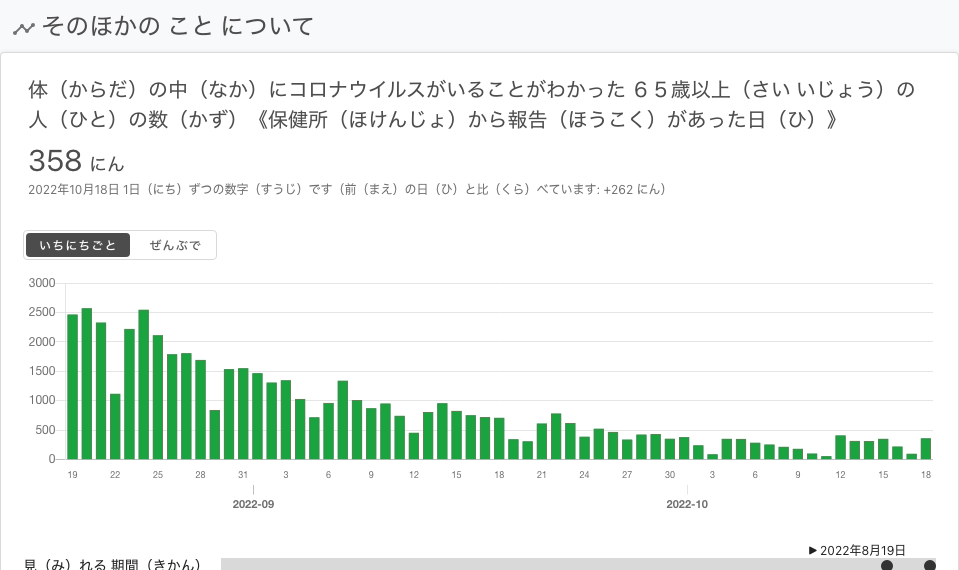 そのほかの こと について
体（からだ）の中（なか）にコロナウイルスがいることがわかった ６５歳以上（さい いじょう）の
人（ひと）の数（かず）《保健所（ほけんじょ）から報告（ほうこく）があった日（ひ）》
358 にん
2022年10月18日 1日（にち）ずつの数字（すうじ）です（前（まえ）の日（ひ）と比（くら）べています: +262 にん）
いちにちごと ぜんぶで
3000
2500
2000
1500
1000
500
0
19 22 25 28 31 3 6 9 12 15 18 21 24 27 30 3 6 9 12 15 18
2022-09 2022-10
▶ 2022年8月19日
見（み）れる 期間（きかん）